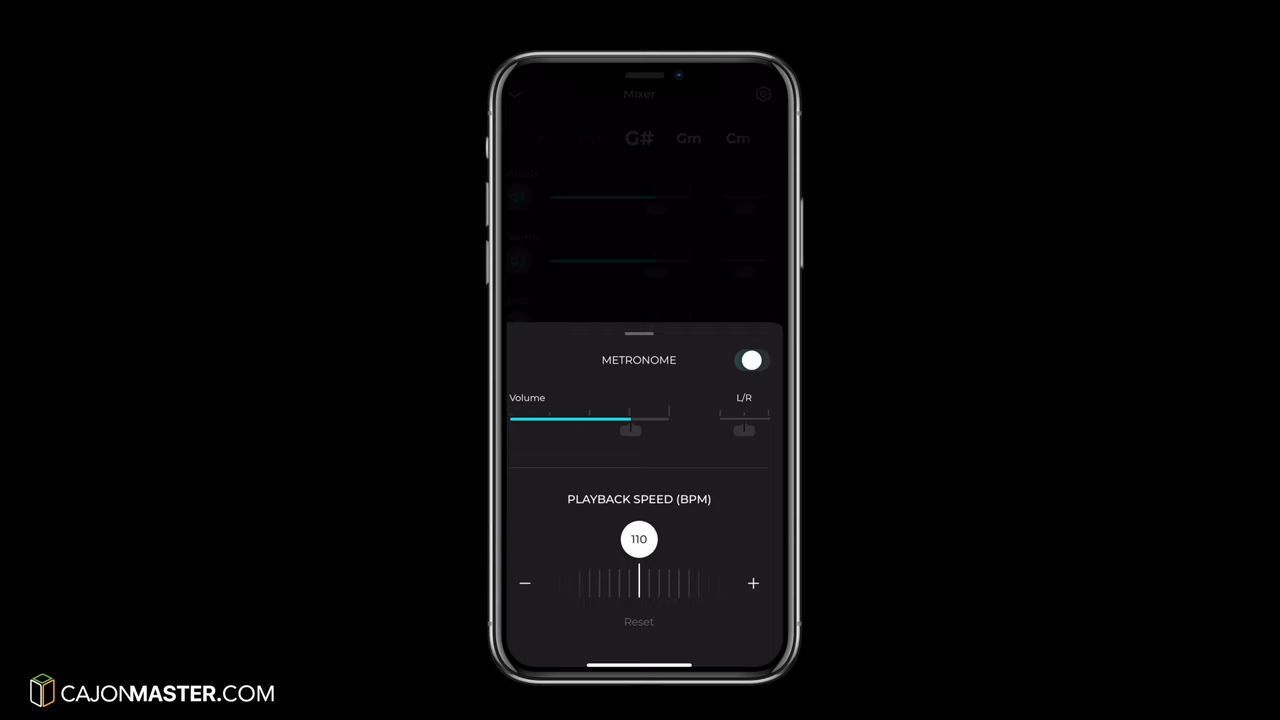 Mixer
G# Gm Cm
METRONOME
Volume L/R
PLAYBACK SPEED (BPM)
110
Reset
CAJONMASTER.COM